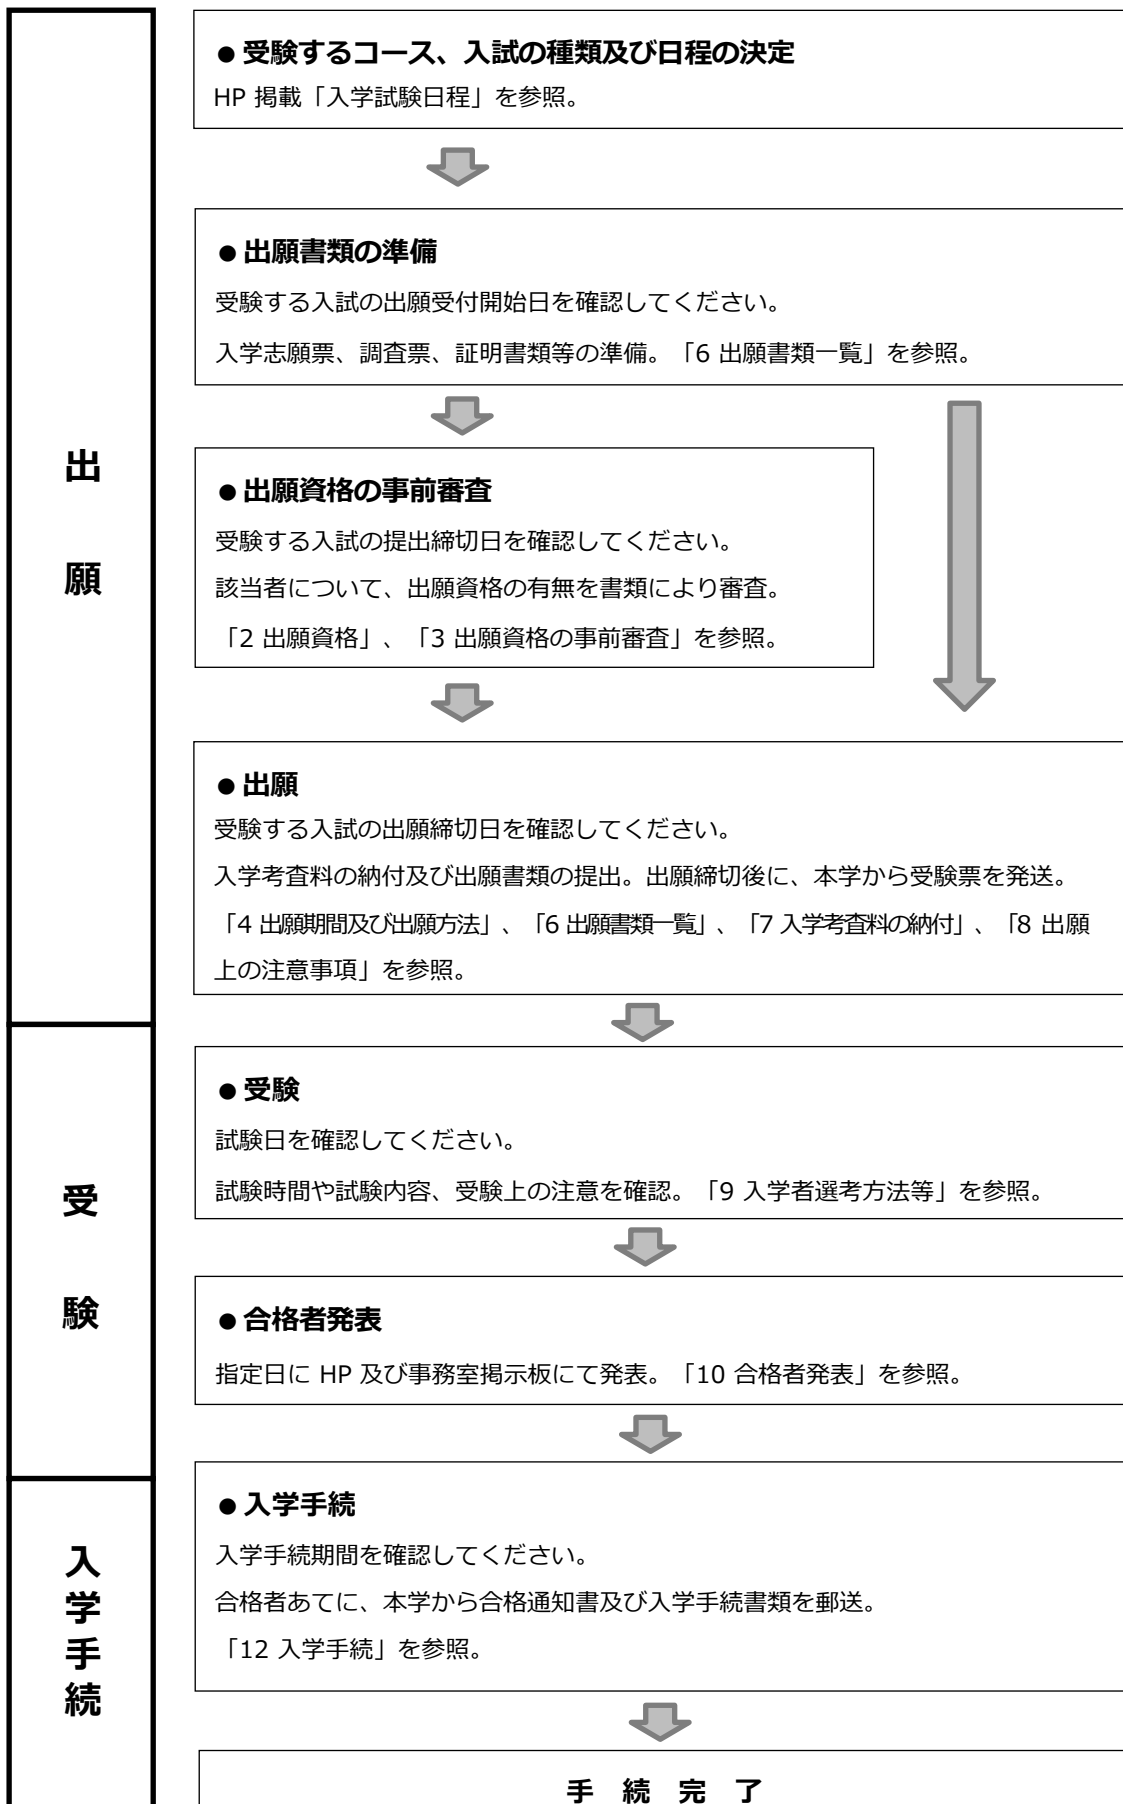 出願
● 受験するコース、入試の種類及び日程の決定
HP 掲載「入学試験日程」を参照。
● 出願書類の準備
受験する入試の出願受付開始日を確認してください。
入学志願票、調査票、証明書類等の準備。「6 出願書類一覧」を参照。
● 出願資格の事前審査
受験する入試の提出締切日を確認してください。
該当者について、出願資格の有無を書類により審査。
「2 出願資格」、「3 出願資格の事前審査」を参照。
● 出願
受験する入試の出願締切日を確認してください。
入学考査料の納付及び出願書類の提出。出願締切後に、本学から受験票を発送。
「4 出願期間及び出願方法」、「6 出願書類一覧」、「7 入学考査料の納付」、「8 出願
上の注意事項」を参照。
受験
● 受験
試験日を確認してください。
試験時間や試験内容、受験上の注意を確認。「9 入学者選考方法等」を参照。
● 合格者発表
指定日に HP 及び事務室掲示板にて発表。「10 合格者発表」を参照。
入学手続
● 入学手続
入学手続期間を確認してください。
合格者あてに、本学から合格通知書及び入学手続書類を郵送。
「12 入学手続」を参照。
手 続 完 了